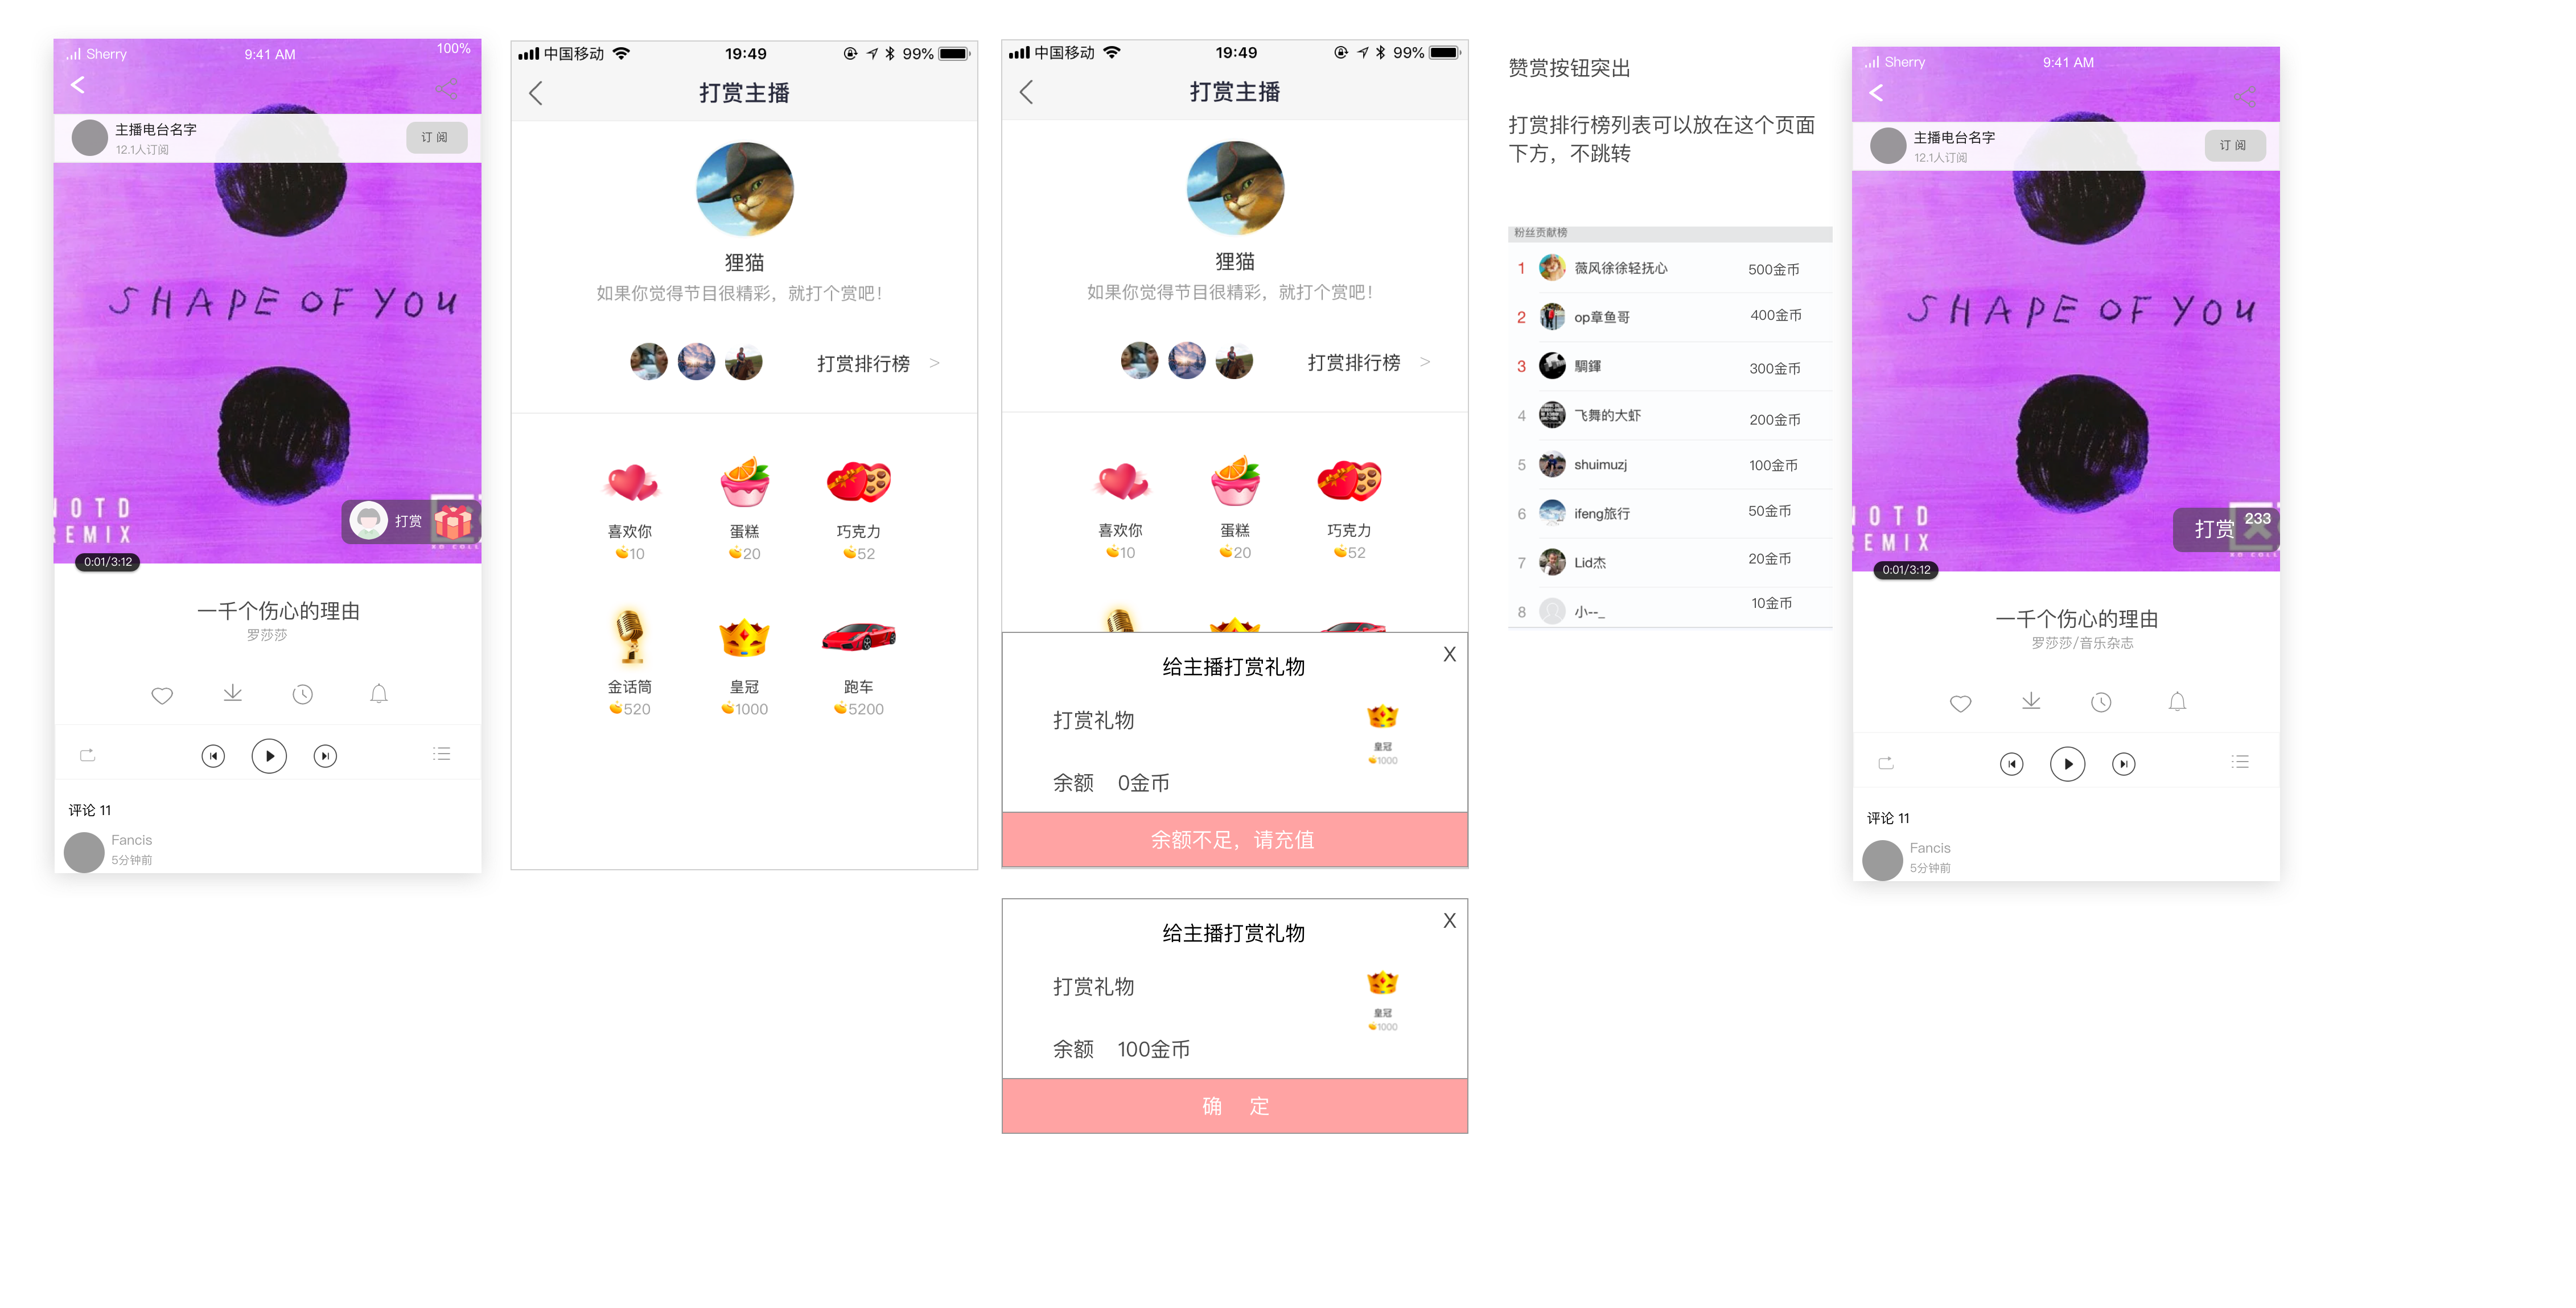 Sherry
9:41 AM
100%
主播电台名字
12.1人订阅
订 阅
SHAPE OF YOU
NOTD
REMIX
打赏
0:01/3:12
一千个伤心的理由
罗莎莎
评论 11
Fancis
5分钟前
中国移动
19:49
99%
打赏主播
狸猫
如果你觉得节目很精彩，就打个赏吧！
打赏排行榜 >
喜欢你
蛋糕
巧克力
10
20
52
金话筒
皇冠
跑车
520
1000
5200
中国移动
19:49
99%
打赏主播
狸猫
如果你觉得节目很精彩，就打个赏吧！
打赏排行榜 >
喜欢你
蛋糕
巧克力
10
20
52
X
给主播打赏礼物
打赏礼物
皇冠
1000
余额 0金币
余额不足，请充值
X
给主播打赏礼物
打赏礼物
皇冠
1000
余额 100金币
确 定
赞赏按钮突出
打赏排行榜列表可以放在这个页面
下方，不跳转
粉丝贡献榜
1 薇风徐徐轻抚心 500金币
2 op章鱼哥 400金币
3 300金币
4 飞舞的大虾 200金币
5 shuimuzj 100金币
6 ifeng旅行 50金币
7 Lid杰 20金币
8 小--_ 10金币
Sherry
9:41 AM
主播电台名字
12.1人订阅
订 阅
SHAPE OF YOU
NOTD
REMIX
打赏
233
0:01/3:12
一千个伤心的理由
罗莎莎/音乐杂志
评论 11
Fancis
5分钟前